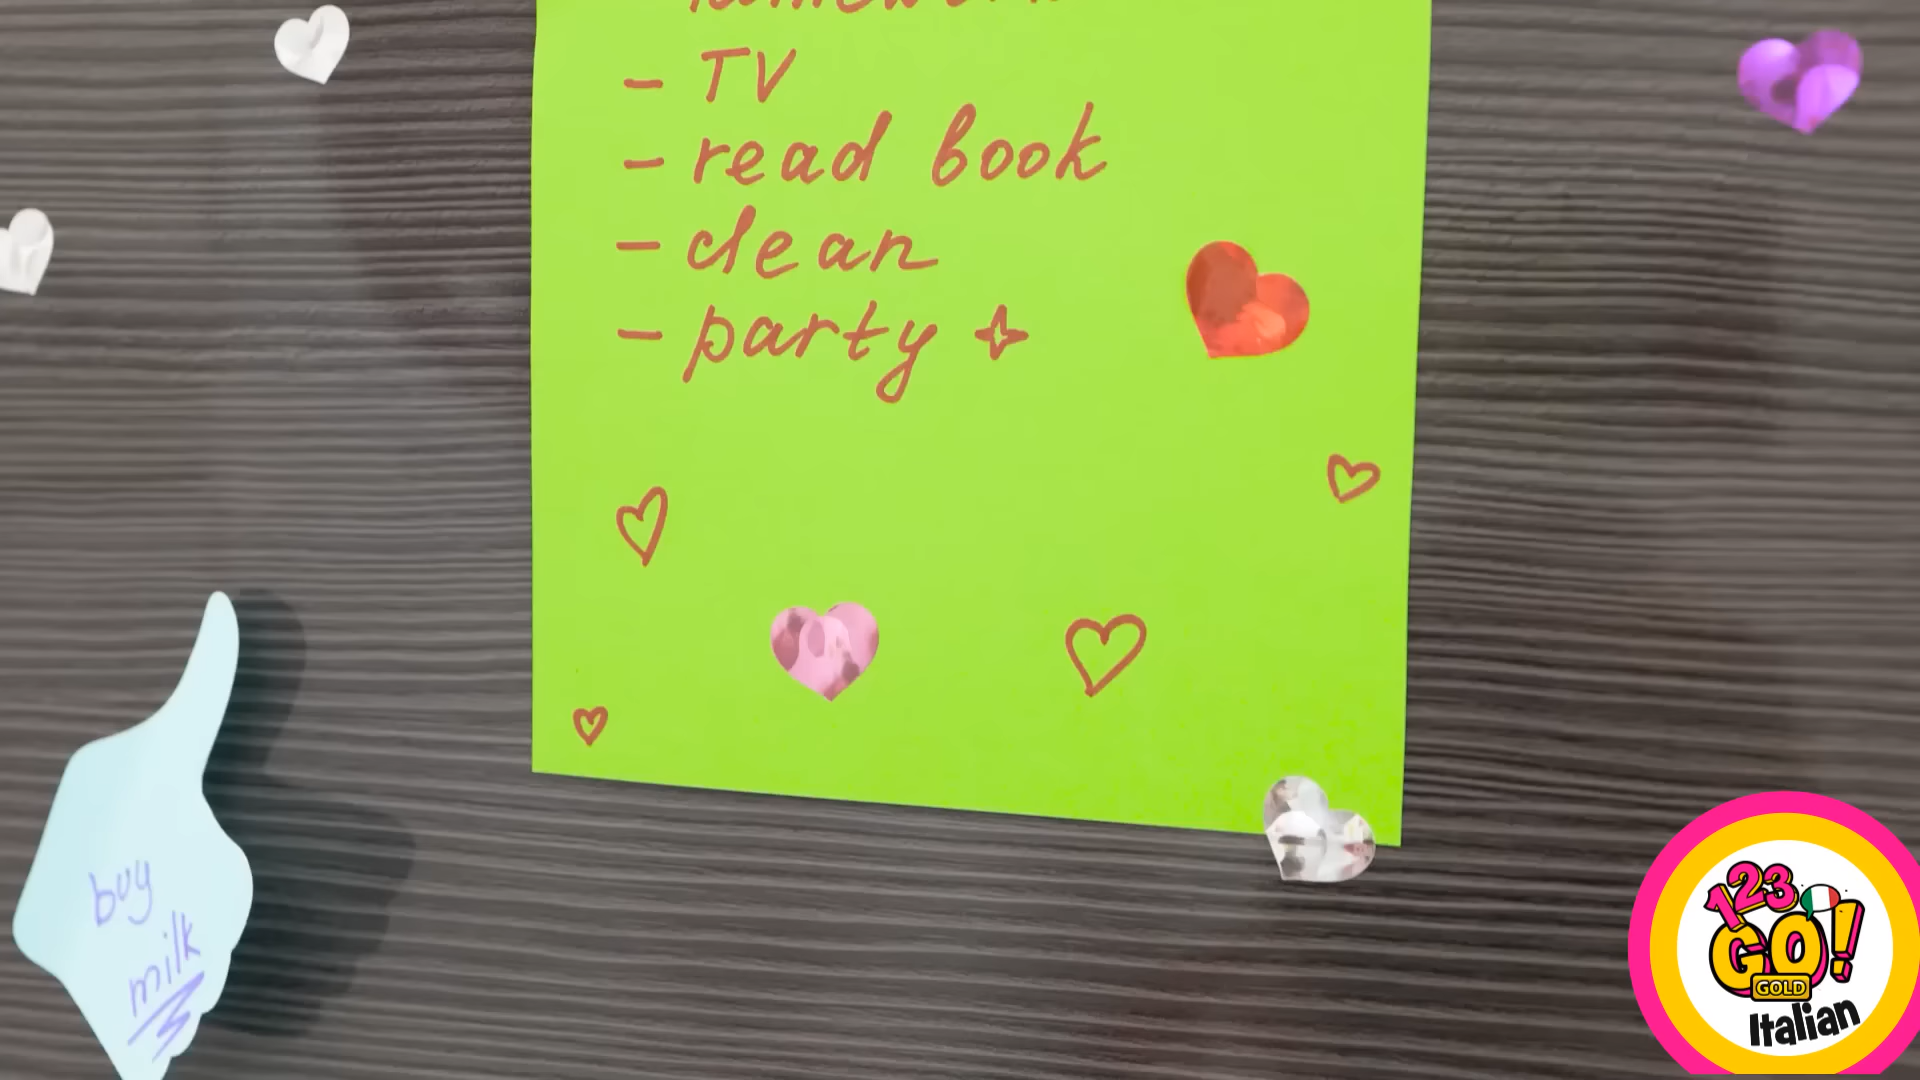 - TV
- read book
- clean
- party
buy
milk
123
GO!
GOLD
Italian